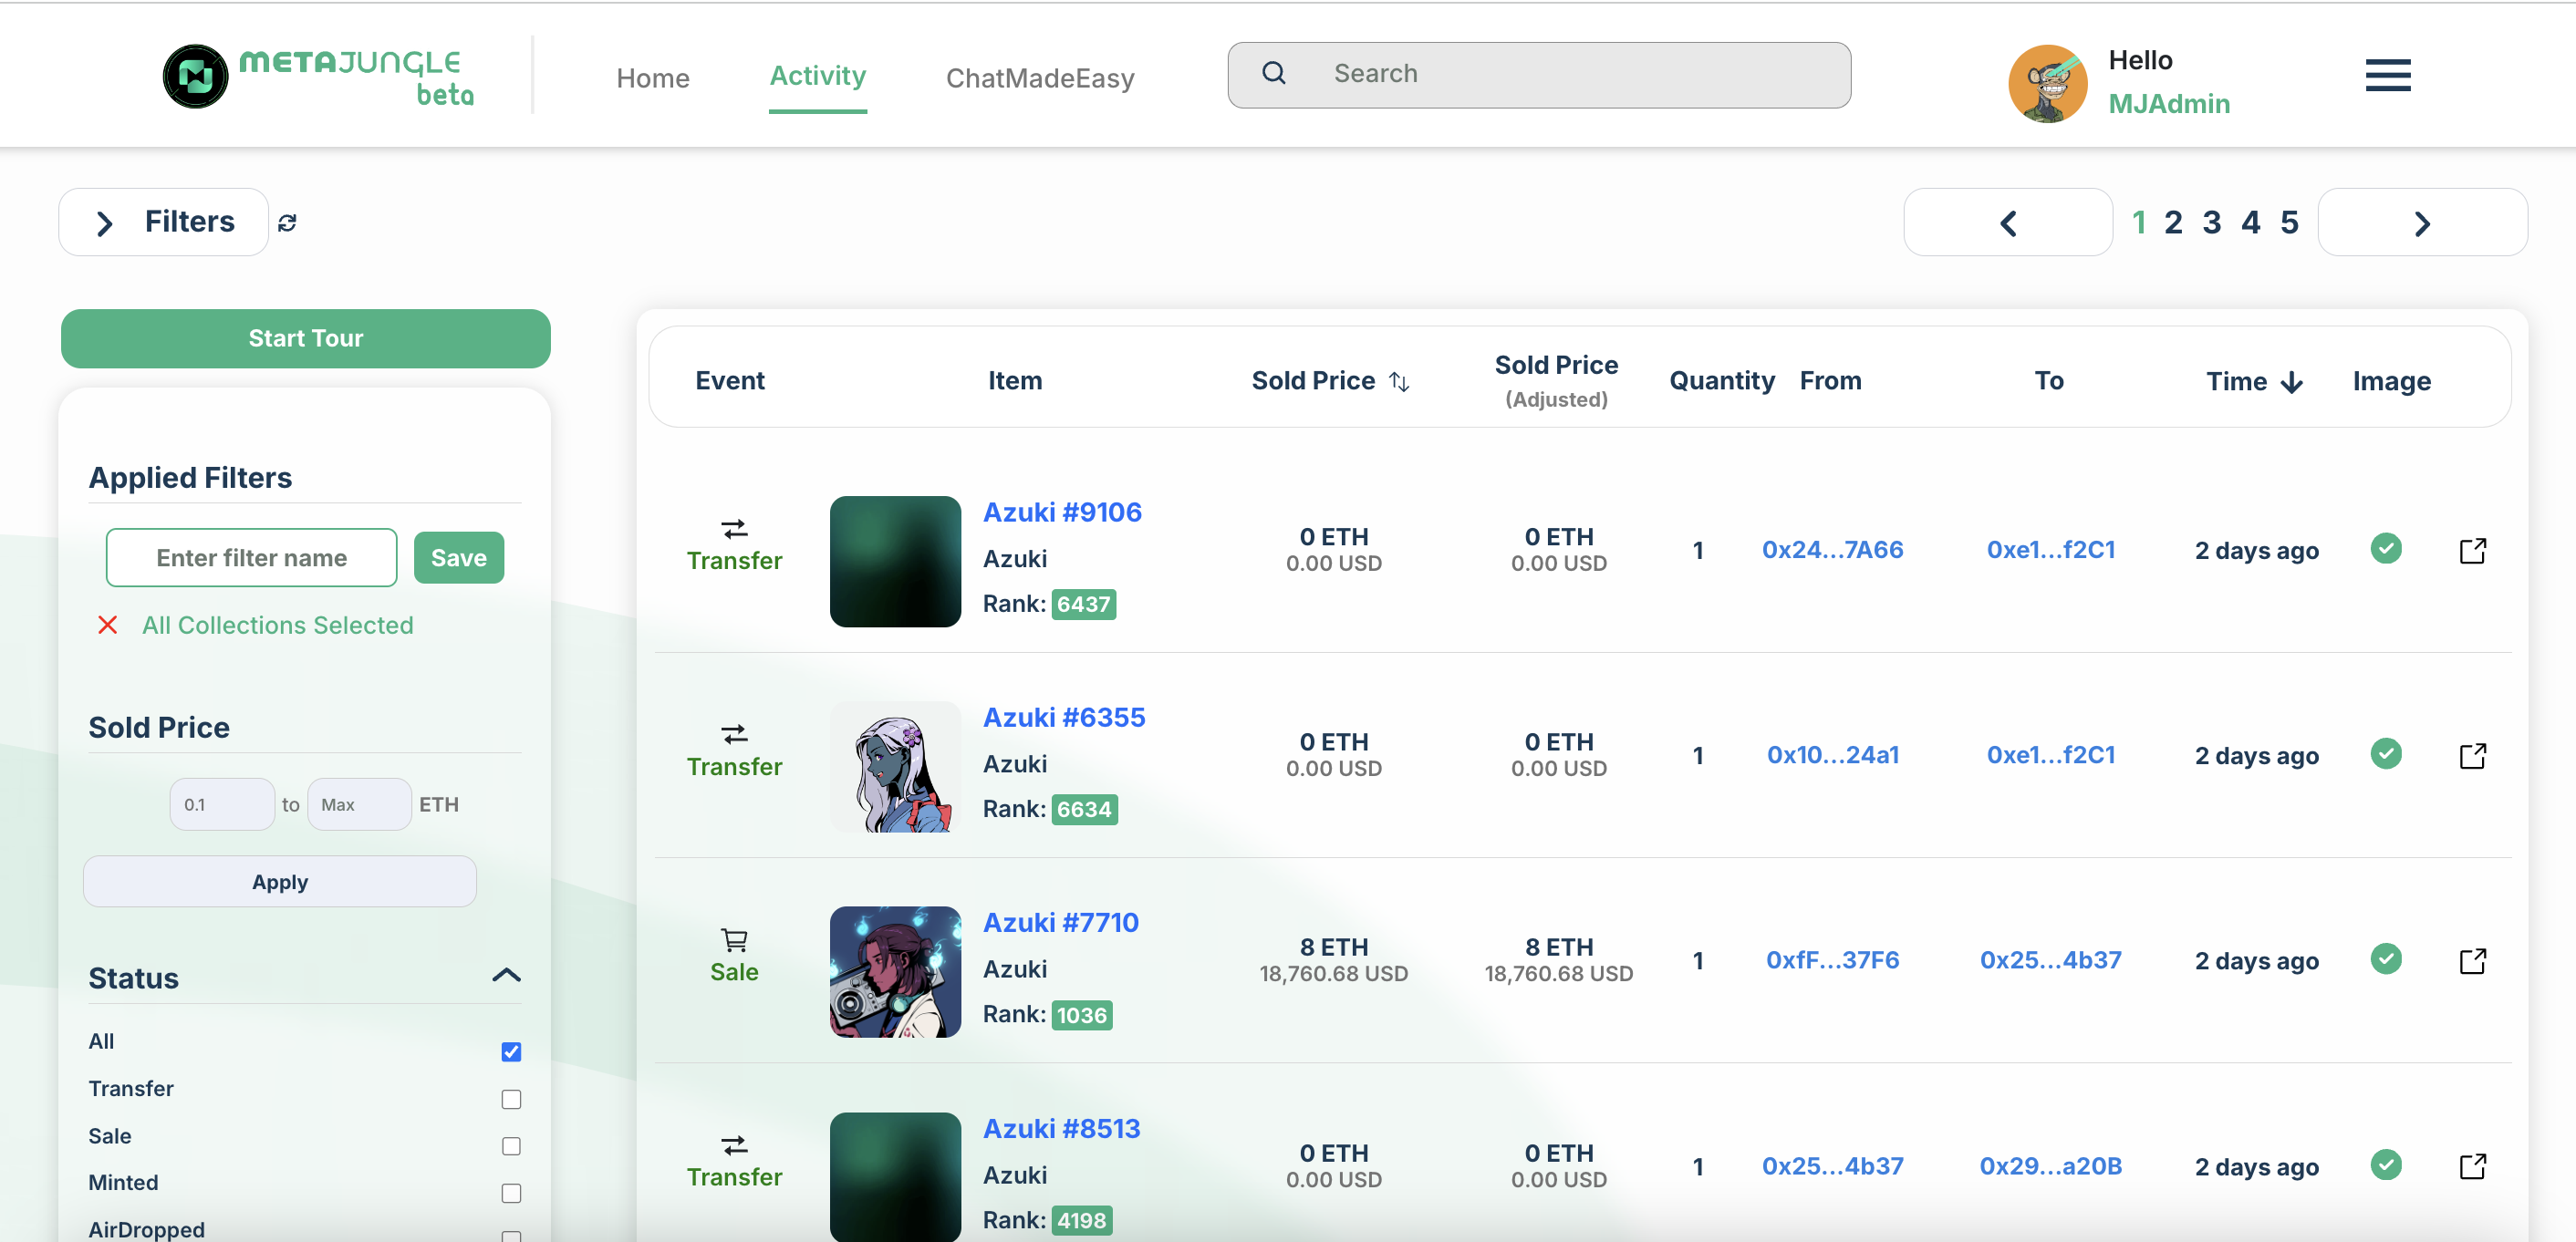 METAJUNGLE
beta
Home
Activity
ChatMadeEasy
Search
Hello
MJAdmin
Filters
1 2 3 4 5
Start Tour
Applied Filters
Enter filter name
Save
All Collections Selected
Sold Price
0.1 to Max ETH
Apply
Status
All
Transfer
Sale
Minted
AirDropped
Event Item Sold Price Sold Price (Adjusted) Quantity From To Time Image
Transfer
Azuki #9106
Azuki
Rank: 6437
0 ETH
0.00 USD
0 ETH
0.00 USD
1
0x24...7A66
0xe1...f2C1
2 days ago
Transfer
Azuki #6355
Azuki
Rank: 6634
0 ETH
0.00 USD
0 ETH
0.00 USD
1
0x10...24a1
0xe1...f2C1
2 days ago
Sale
Azuki #7710
Azuki
Rank: 1036
8 ETH
18,760.68 USD
8 ETH
18,760.68 USD
1
0xfF...37F6
0x25...4b37
2 days ago
Transfer
Azuki #8513
Azuki
Rank: 4198
0 ETH
0.00 USD
0 ETH
0.00 USD
1
0x25...4b37
0x29...a20B
2 days ago